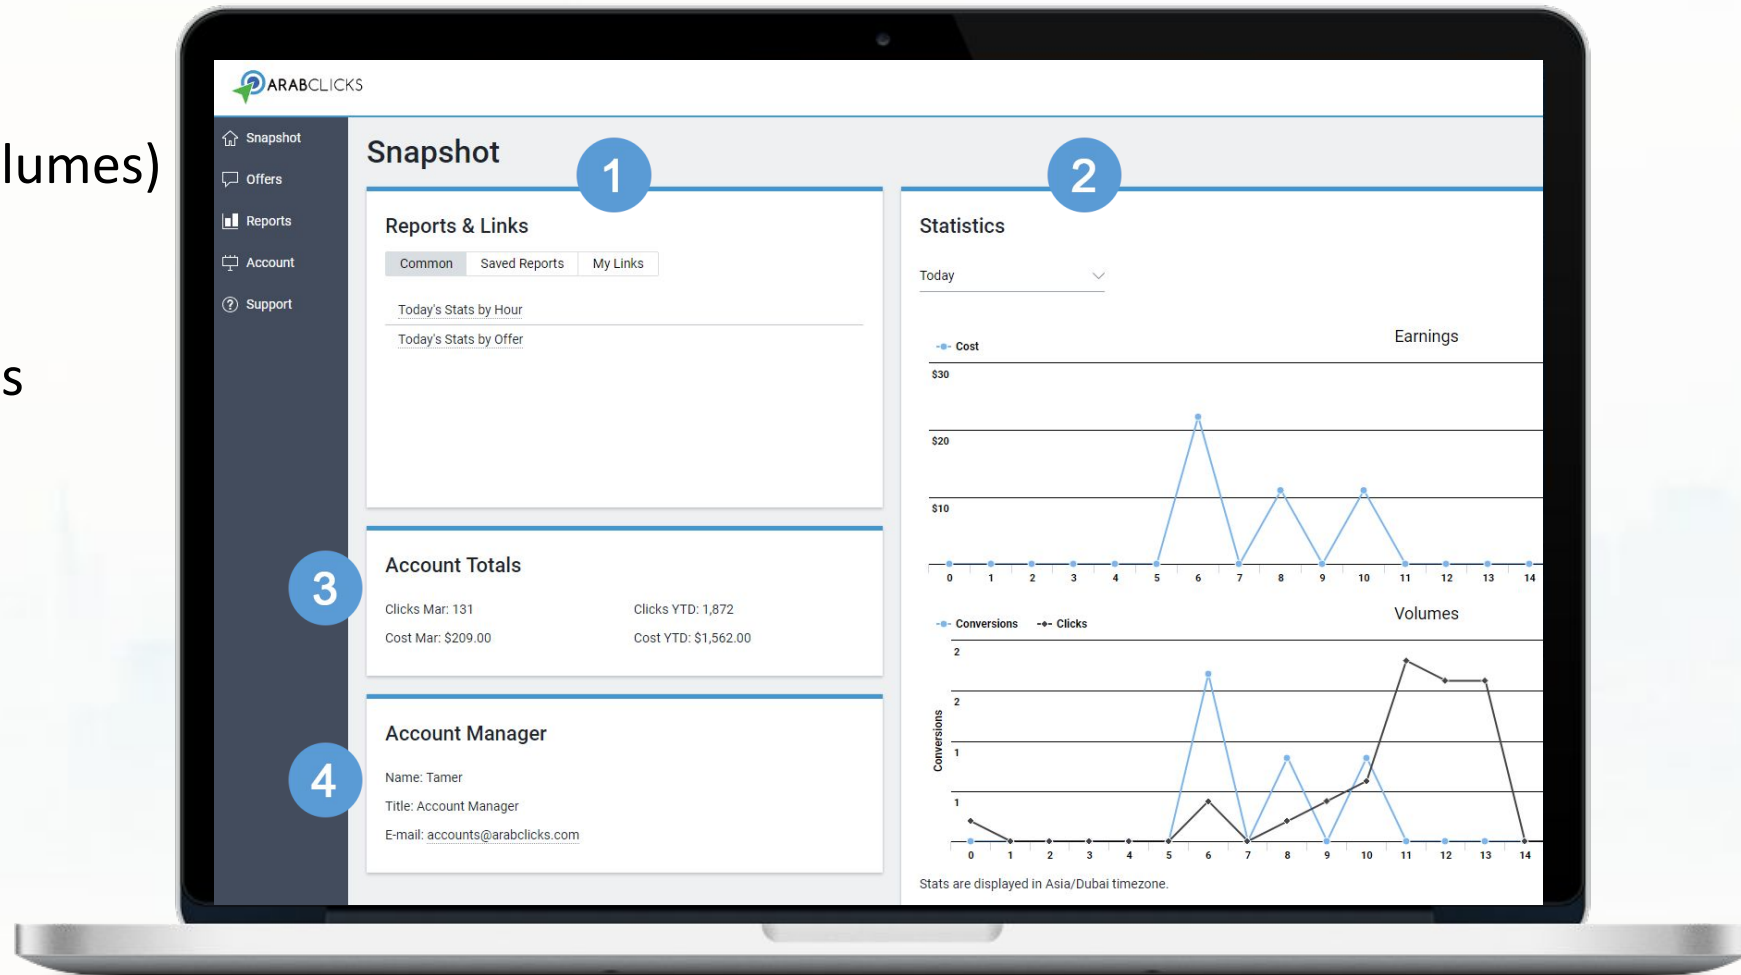 lumes)
s
ARABCLICKS
Snapshot
Offers
Reports
Account
Support
Snapshot
1
Reports & Links
Common Saved Reports My Links
Today's Stats by Hour
Today's Stats by Offer
2
Statistics
Today
Earnings
Cost
$30
$20
$10
0 1 2 3 4 5 6 7 8 9 10 11 12 13 14
Volumes
Conversions Clicks
2
2
1
1
Conversions
0 1 2 3 4 5 6 7 8 9 10 11 12 13 14
Stats are displayed in Asia/Dubai timezone.
3
Account Totals
Clicks Mar: 131 Clicks YTD: 1,872
Cost Mar: $209.00 Cost YTD: $1,562.00
4
Account Manager
Name: Tamer
Title: Account Manager
E-mail: accounts@arabclicks.com